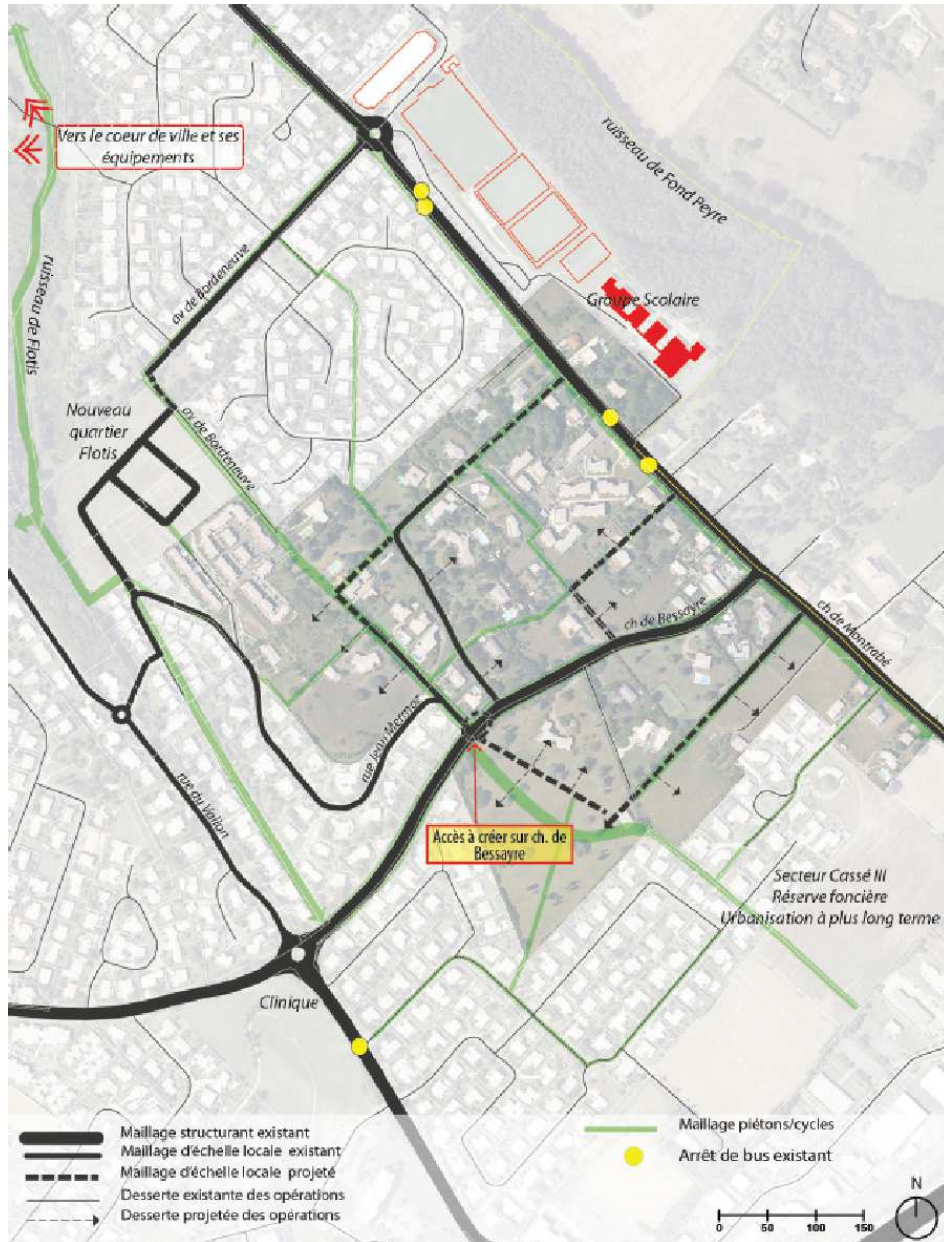 Vers le coeur de ville et ses
équipements
ruisseau de Fond Peyre
ruisseau de Flotis
av de Bordeneuve
Groupe Scolaire
Nouveau
quartier
Flotis
av de Bordeneuve
ch de Bessayre
ch de Montrabé
rue Jean Mermoz
rue du Vallon
Accès à créer sur ch. de
Bessayre
Secteur Cassé III
Réserve foncière
Urbanisation à plus long terme
Clinique
Maillage structurant existant
Maillage d'échelle locale existant
Maillage d'échelle locale projeté
Desserte existante des opérations
Desserte projetée des opérations
Maillage piétons/cycles
Arrêt de bus existant
N
0 50 100 150